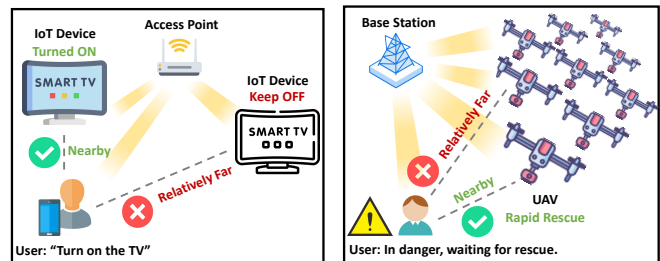 IoT Device
Turned ON
Access Point
SMART TV
IoT Device
Keep OFF
SMART TV
Nearby
Relatively Far
User: “Turn on the TV”
Base Station
Relatively Far
Nearby
UAV
Rapid Rescue
User: In danger, waiting for rescue.